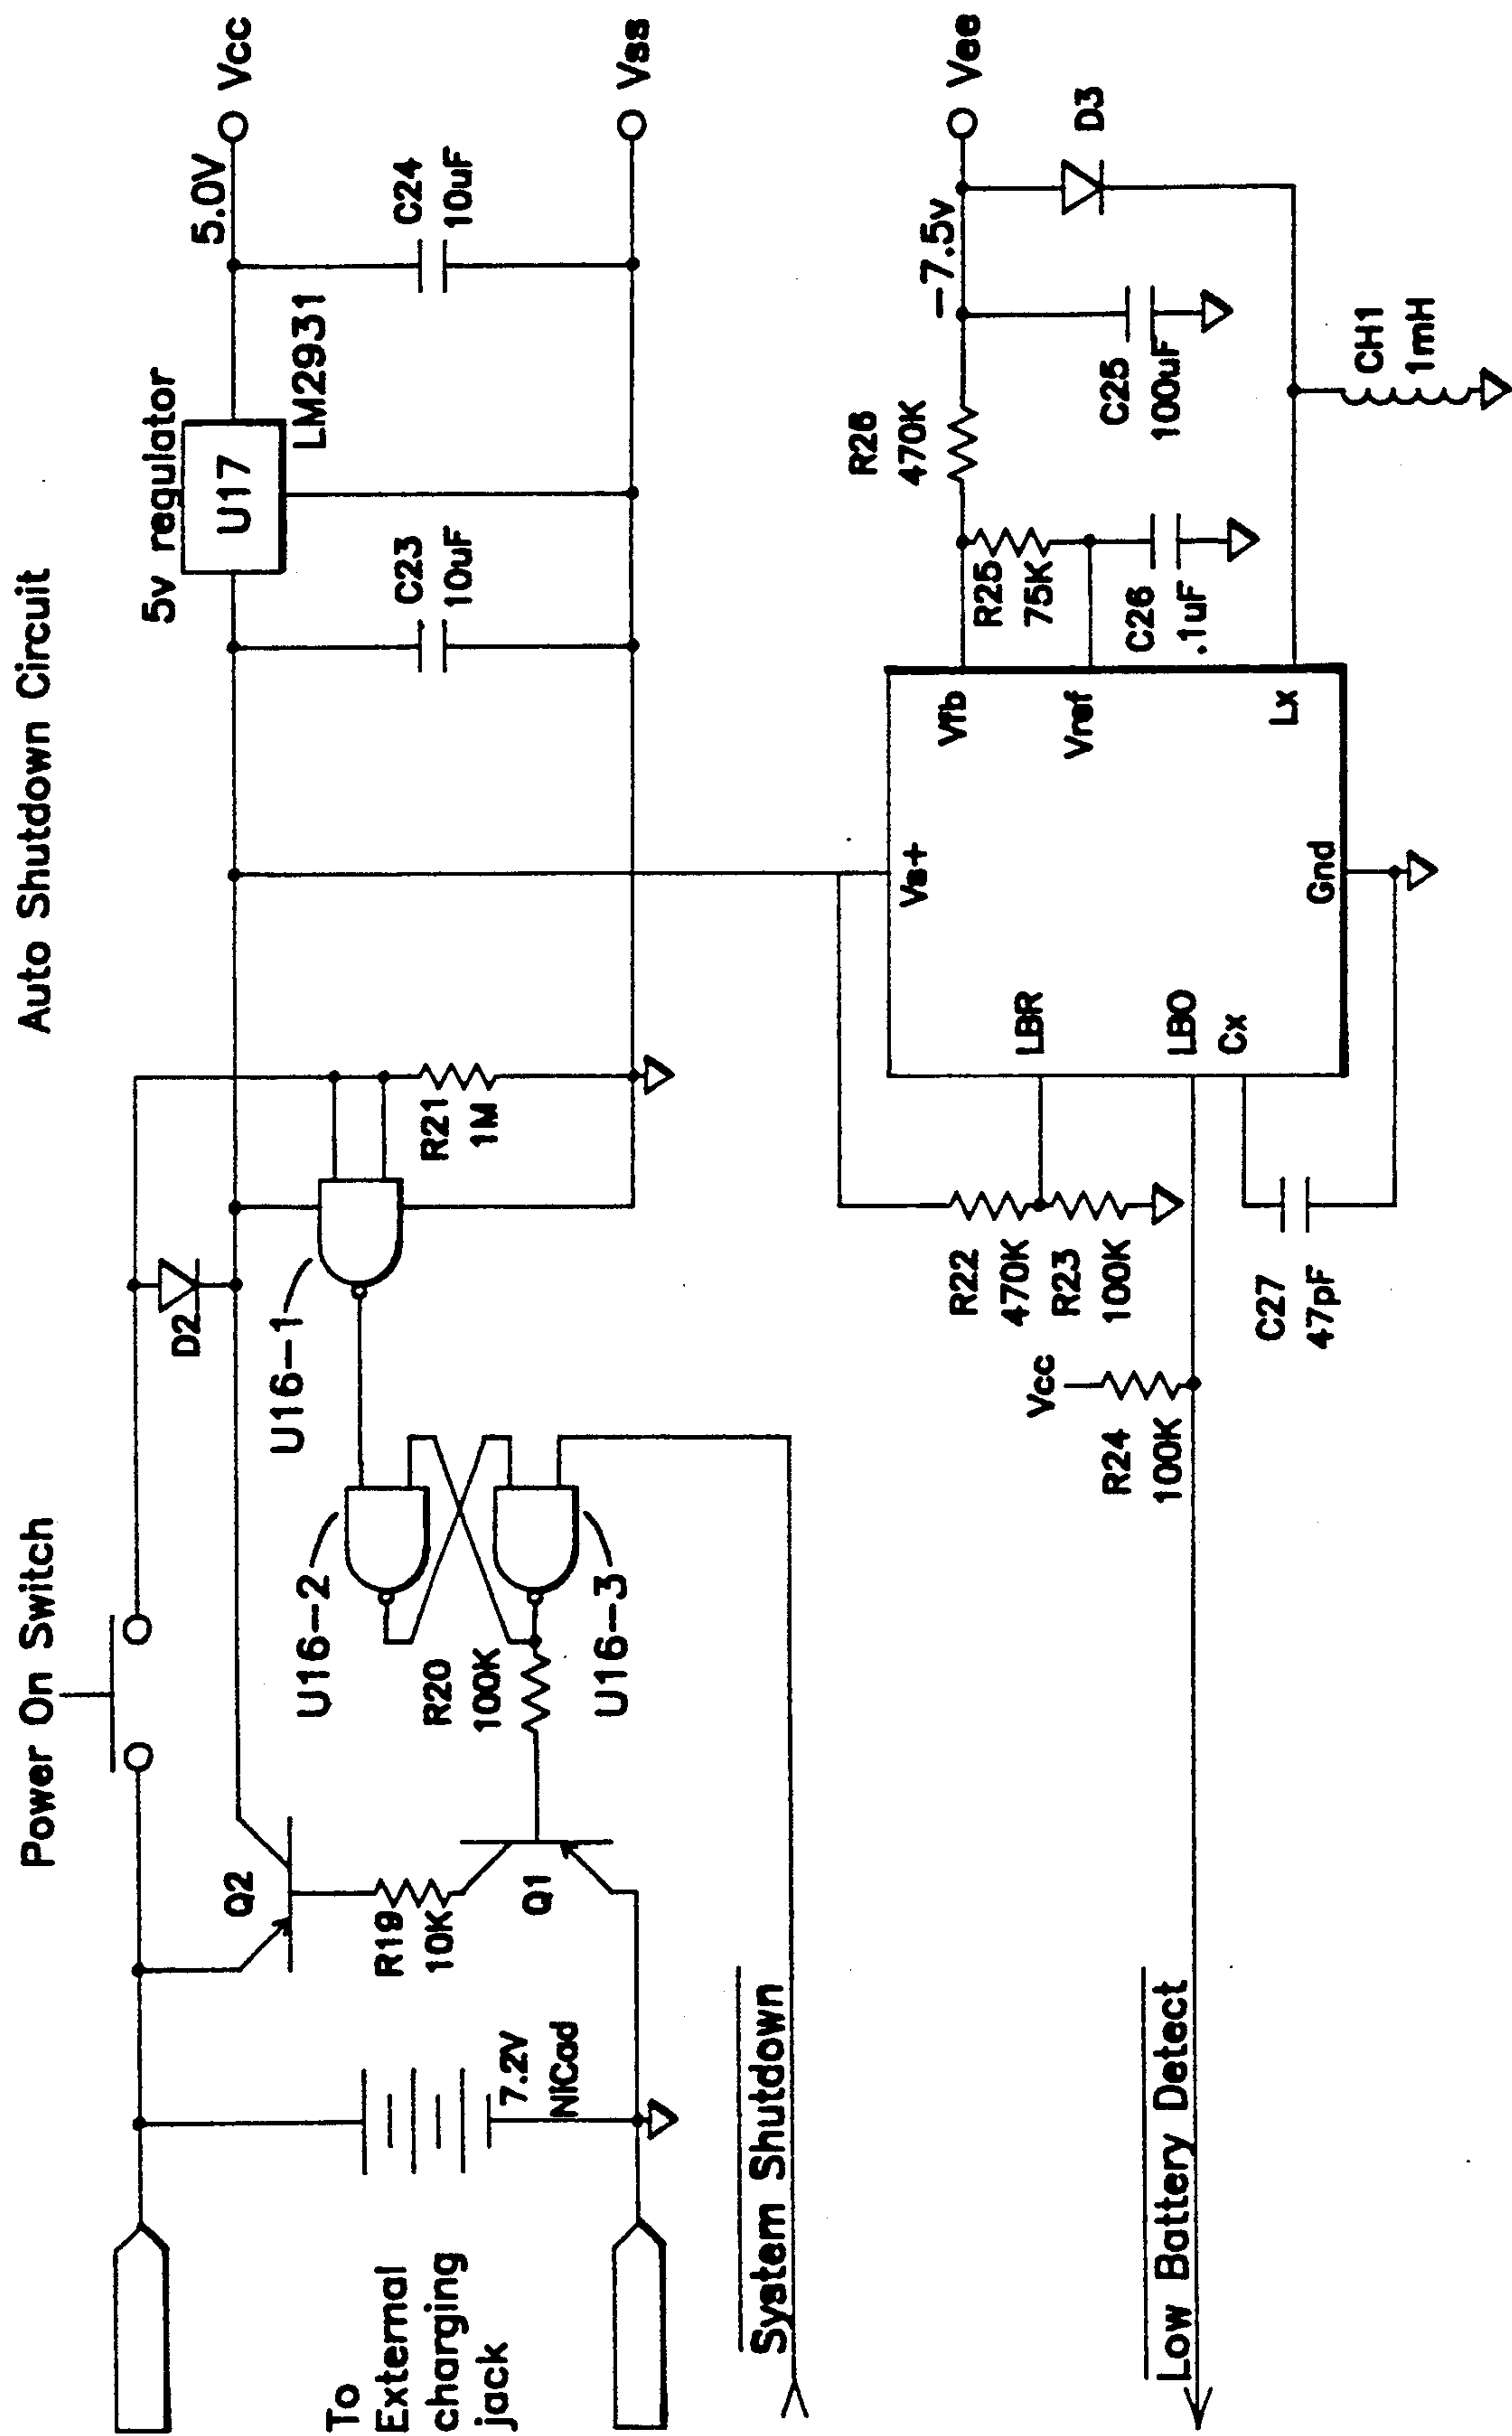 Auto Shutdown Circuit
Power On Switch
5v regulator
U17
LM2931
5.0V
Vcc
C23
10uF
C24
10uF
Vss
D2
U16-1
R21
1M
U16-2
U16-3
R20
100K
Q2
R19
10K
Q1
7.2V
NiCad
To
External
charging
jack
System Shutdown
Low Battery Detect
Vs+
LBR
LBO
Cx
Gnd
Vfb
Vref
Lx
R22
470K
R23
100K
Vcc
R24
100K
C27
47pF
R25
75K
C26
.1uF
R26
470K
C25
100uF
-7.5v
Vee
D3
CH1
1mH